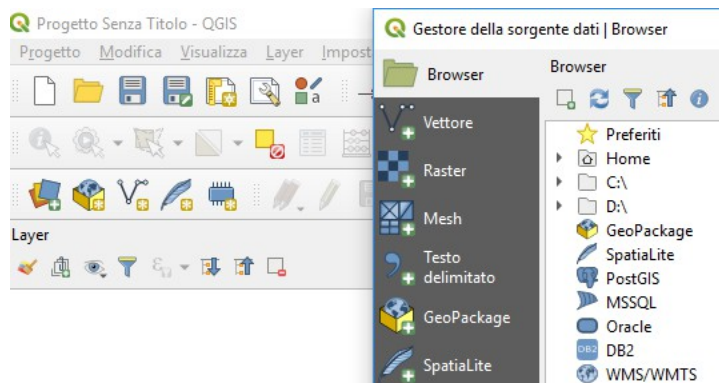 Progetto Senza Titolo - QGIS
Progetto Modifica Visualizza Layer Impost
a
Layer
Gestore della sorgente dati | Browser
Browser
Vettore
Raster
Mesh
Testo
delimitato
GeoPackage
SpatiaLite
Browser
Preferiti
Home
C:\
D:\
GeoPackage
SpatiaLite
PostGIS
MSSQL
Oracle
DB2 DB2
WMS/WMTS